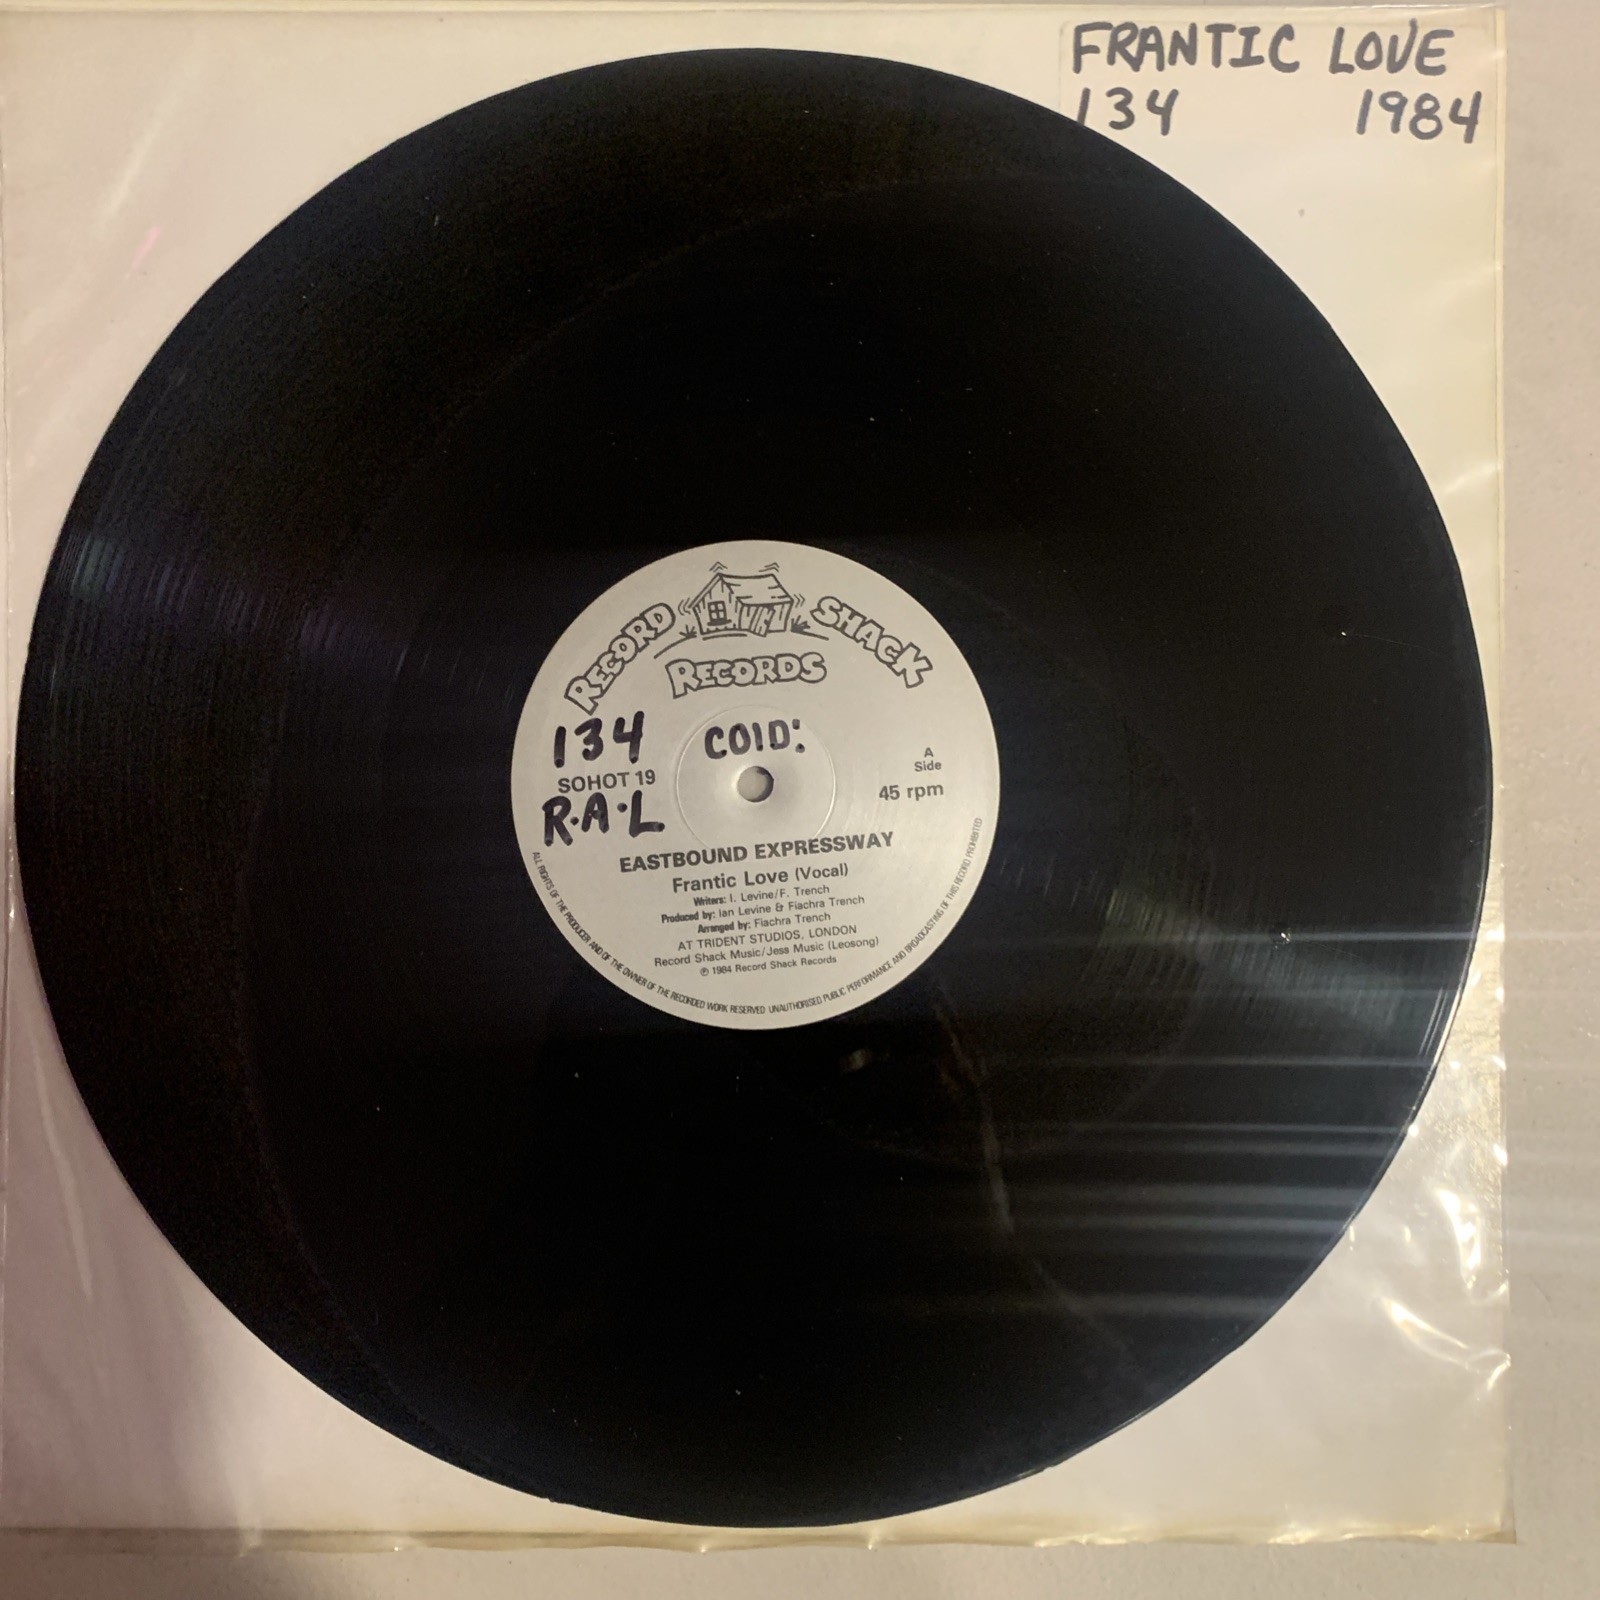 FRANTIC LOVE
134 1984
RECORD SHACK
RECORDS
134 COID:
A
Side
SOHOT 19
45 rpm
R.A.L
EASTBOUND EXPRESSWAY
Frantic Love (Vocal)
Writers: I. Levine/F. Trench
Produced by: Ian Levine & Fiachra Trench
Arranged by: Fiachra Trench
AT TRIDENT STUDIOS, LONDON
Record Shack Music/Jess Music (Leosong)
℗ 1984 Record Shack Records
ALL RIGHTS OF THE PRODUCER AND OF THE OWNER OF THE RECORDED WORK RESERVED UNAUTHORISED PUBLIC PERFORMANCE AND BROADCASTING OF THIS RECORD PROHIBITED